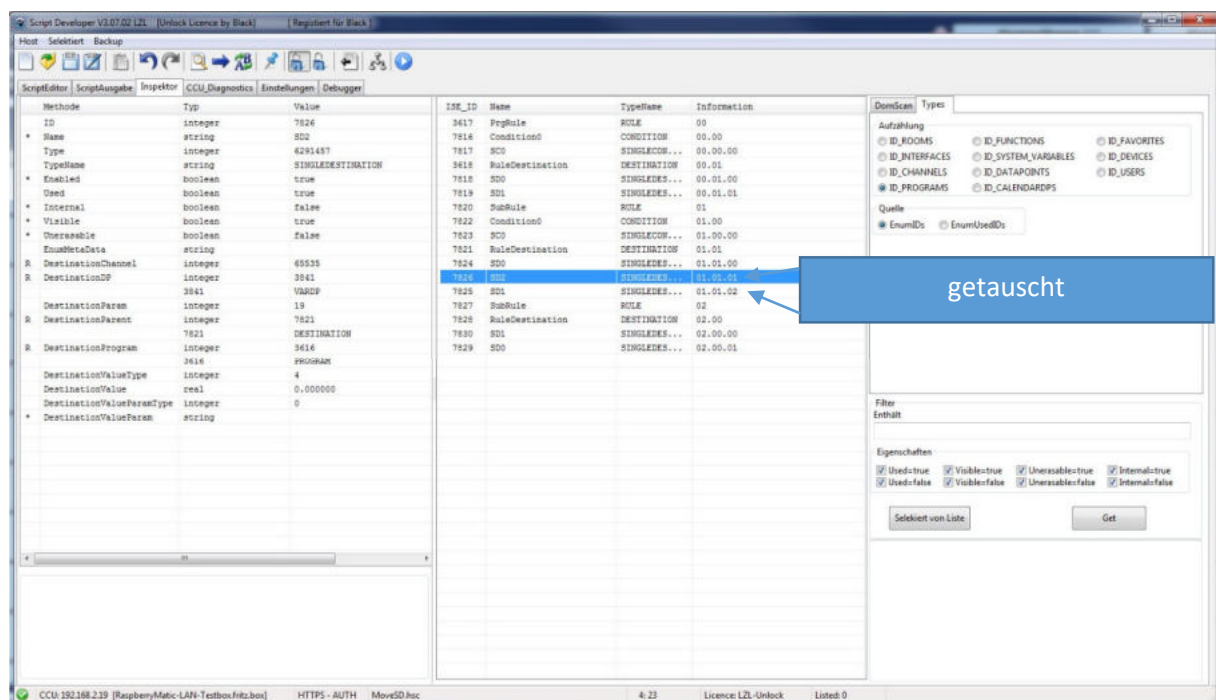 Script Developer V3.07.02 LZL [Unlock Licence by Black] [ Registiert für Black ]
Host Selektiert Backup
ScriptEditor ScriptAusgabe Inspektor CCU_Diagnostics Einstellungen Debugger
Methode Typ Value
ID integer 7826
* Name string SD2
Type integer 6291457
TypeName string SINGLEDESTINATION
* Enabled boolean true
Used boolean true
* Internal boolean false
* Visible boolean true
* Unerasable boolean false
EnumMetaData string
R DestinationChannel integer 65535
R DestinationDP integer 3841
3841 VARDP
DestinationParam integer 19
R DestinationParent integer 7821
7821 DESTINATION
R DestinationProgram integer 3616
3616 PROGRAM
DestinationValueType integer 4
DestinationValue real 0.000000
DestinationValueParamType integer 0
* DestinationValueParam string
ISE_ID Name TypeName Information
3617 PrgRule RULE 00
7816 Condition0 CONDITION 00.00
7817 SC0 SINGLECON... 00.00.00
3618 RuleDestination DESTINATION 00.01
7818 SD0 SINGLEDES... 00.01.00
7819 SD1 SINGLEDES... 00.01.01
7820 SubRule RULE 01
7822 Condition0 CONDITION 01.00
7823 SC0 SINGLECON... 01.00.00
7821 RuleDestination DESTINATION 01.01
7824 SD0 SINGLEDES... 01.01.00
7826 SD2 SINGLEDES... 01.01.01
7825 SD1 SINGLEDES... 01.01.02
7827 SubRule RULE 02
7828 RuleDestination DESTINATION 02.00
7830 SD1 SINGLEDES... 02.00.00
7829 SD0 SINGLEDES... 02.00.01
getauscht
DomScan Types
Aufzählung
ID_ROOMS ID_FUNCTIONS ID_FAVORITES
ID_INTERFACES ID_SYSTEM_VARIABLES ID_DEVICES
ID_CHANNELS ID_DATAPOINTS ID_USERS
ID_PROGRAMS ID_CALENDARDPS
Quelle
EnumIDs EnumUsedIDs
Filter
Enthält
Eigenschaften
Used=true Visible=true Unerasable=true Internal=true
Used=false Visible=false Unerasable=false Internal=false
Selekiert von Liste Get
CCU: 192.168.2.19 [RaspberryMatic-LAN-Testbox.fritz.box] HTTPS - AUTH MoveSD.hsc 4: 23 Licence: LZL-Unlock Listed: 0